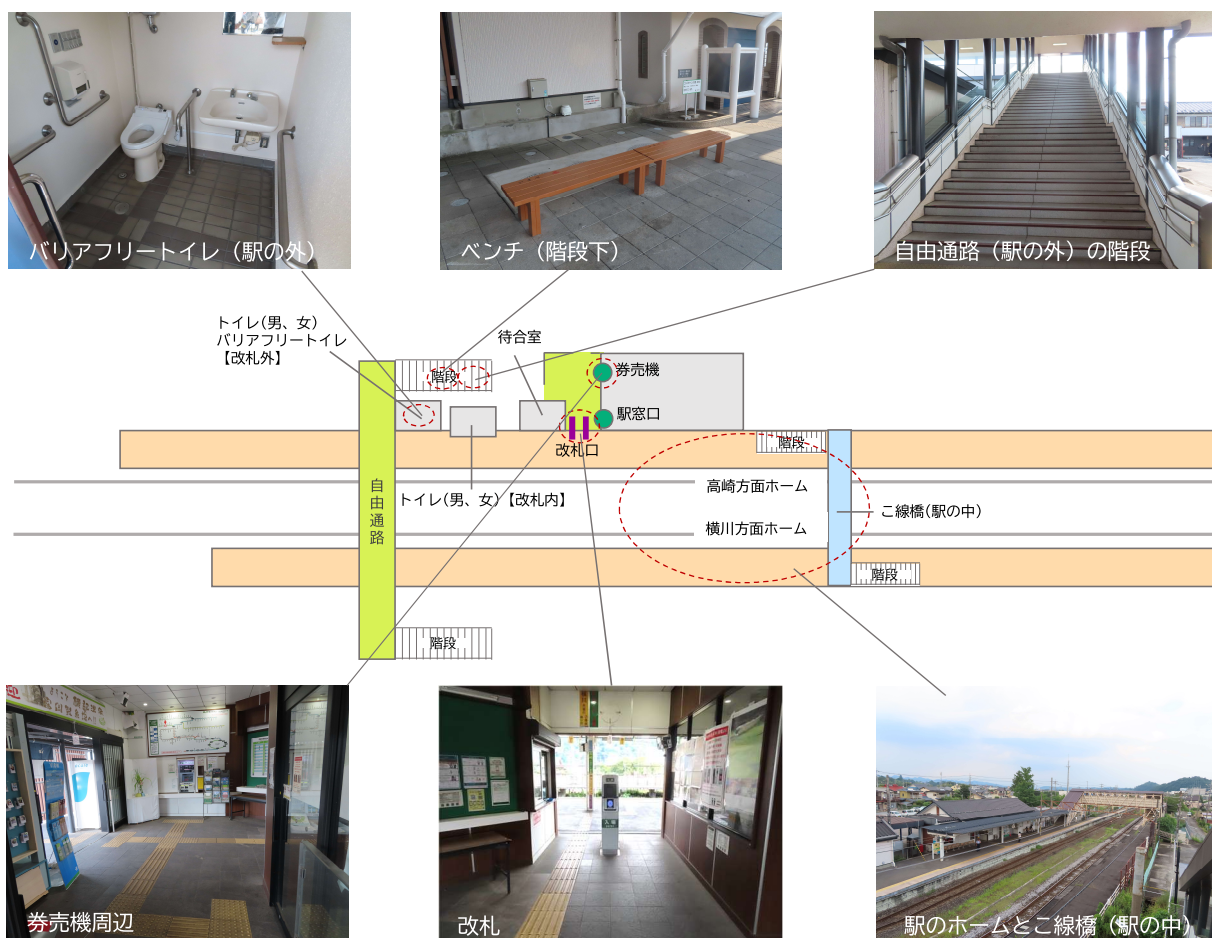 バリアフリートイレ（駅の外）
ベンチ（階段下）
自由通路（駅の外）の階段
トイレ(男、女)
バリアフリートイレ
【改札外】
待合室
階段
券売機
駅窓口
改札口
階段
自由通路
高崎方面ホーム
トイレ(男、女)【改札内】
こ線橋(駅の中)
横川方面ホーム
階段
階段
券売機周辺
改札
駅のホームとこ線橋（駅の中）